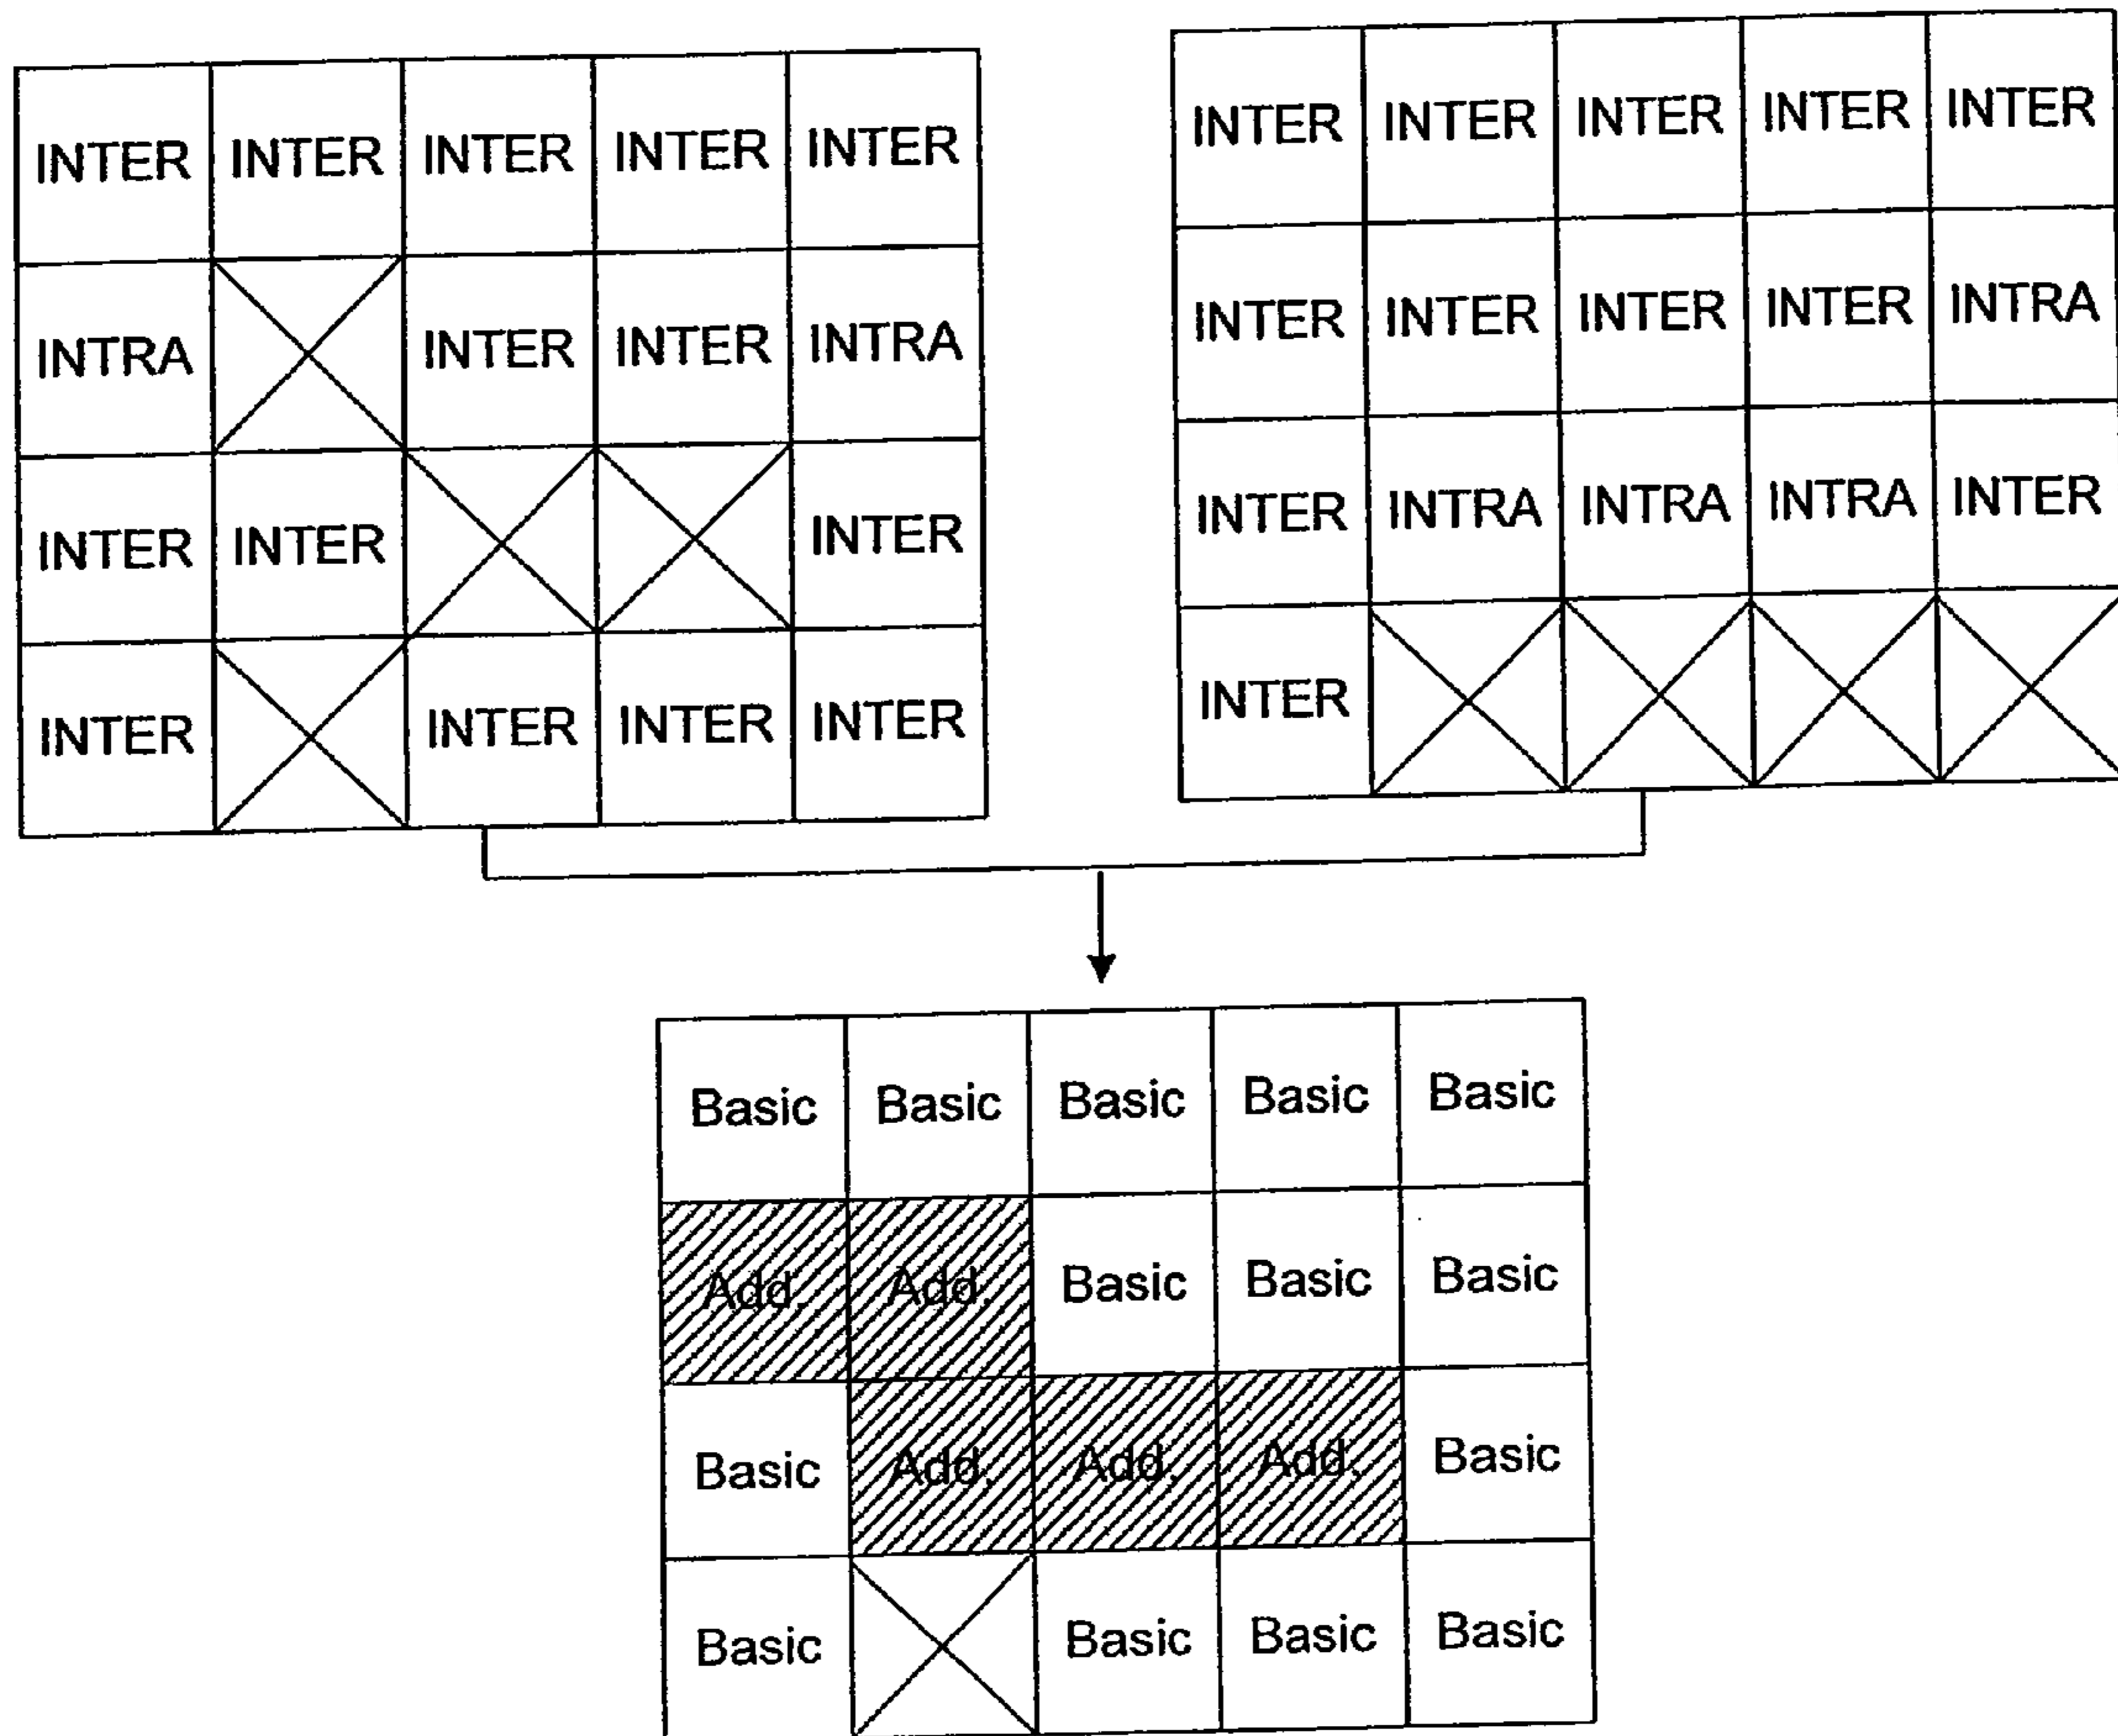 INTER INTER INTER INTER INTER
INTRA INTER INTER INTRA
INTER INTER INTER
INTER INTER INTER INTER
INTER INTER INTER INTER INTER
INTER INTER INTER INTER INTRA
INTER INTRA INTRA INTRA INTER
INTER
Basic Basic Basic Basic Basic
Add. Add. Basic Basic Basic
Basic Add. Add. Add. Basic
Basic Basic Basic Basic